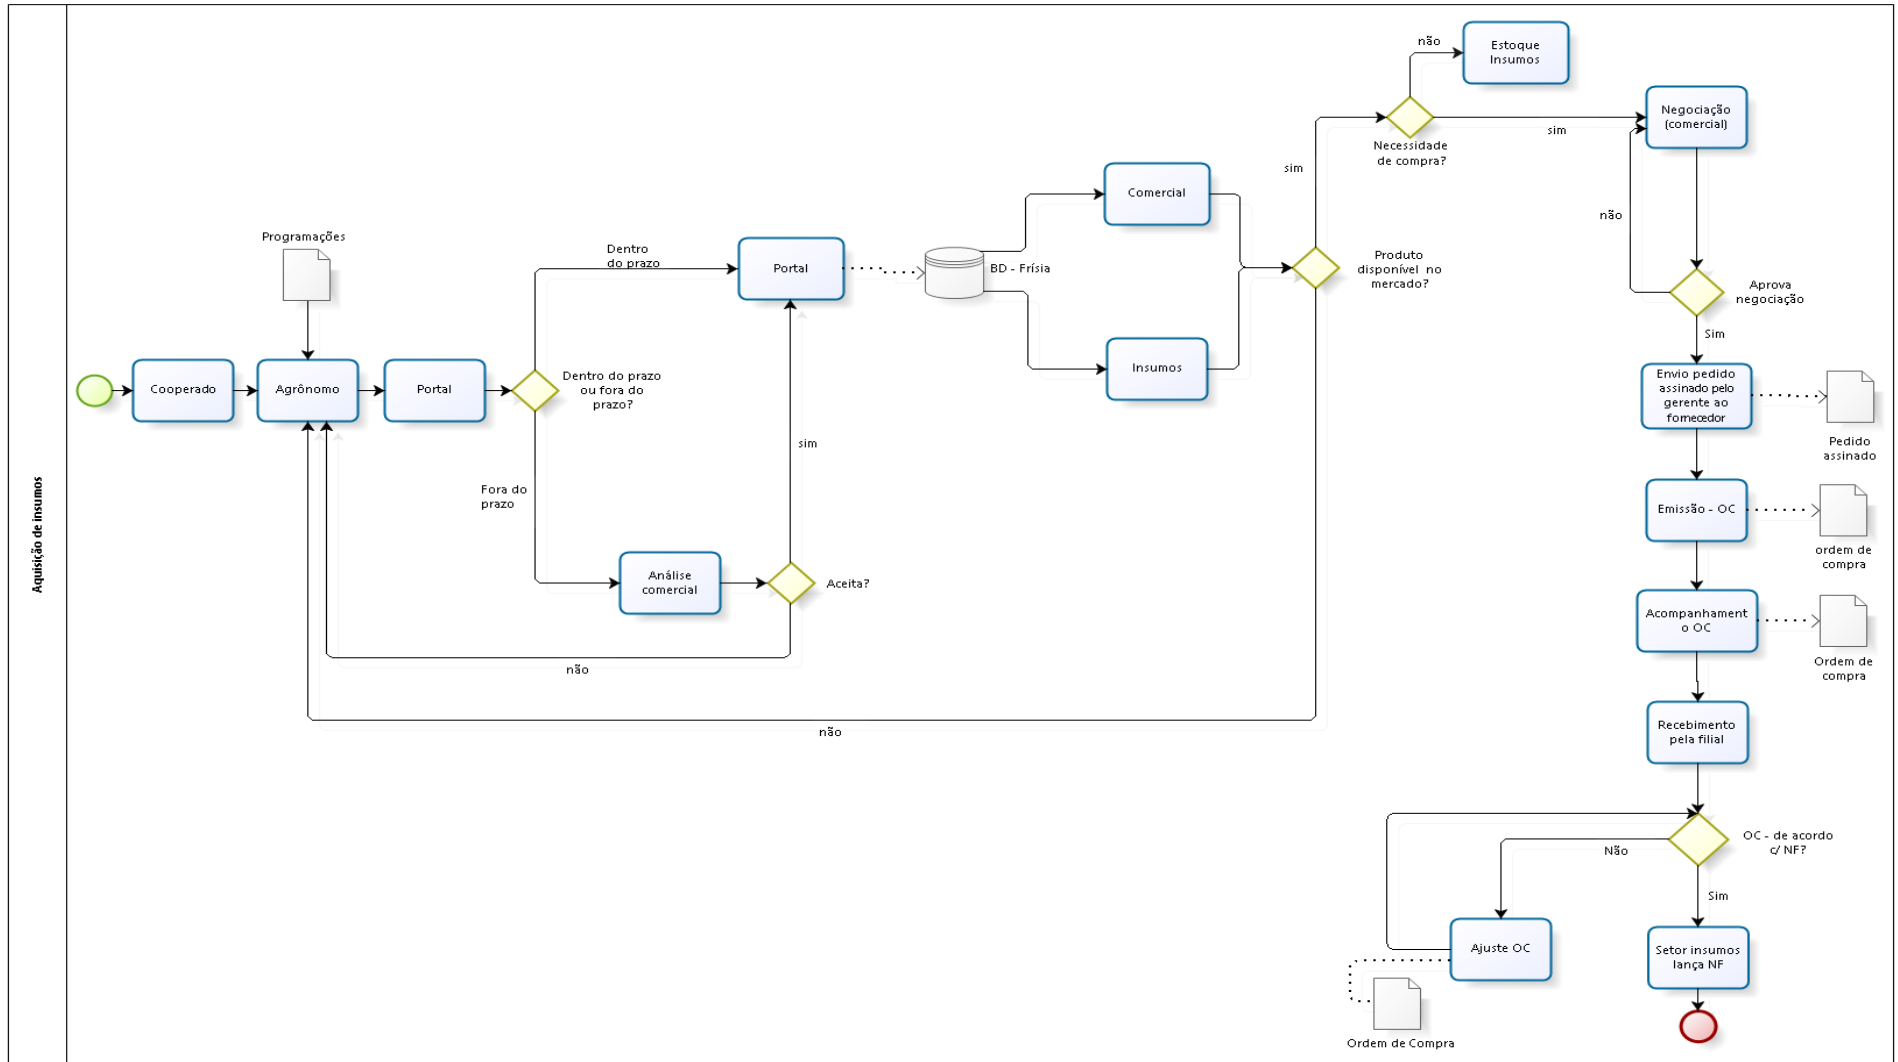 Aquisição de insumos
não
Estoque
Insumos
Negociação
(comercial)
sim
Necessidade
de compra?
sim
Comercial
não
Programações
Dentro
do prazo
Portal
BD - Frísia
Produto
disponível no
mercado?
Aprova
negociação
Sim
Cooperado
Agrônomo
Portal
Dentro do prazo
ou fora do
prazo?
Insumos
Envio pedido
assinado pelo
gerente ao
fornecedor
Pedido
assinado
sim
Fora do
prazo
Emissão - OC
ordem de
compra
Análise
comercial
Aceita?
Acompanhament
o OC
Ordem de
compra
não
não
Recebimento
pela filial
OC - de acordo
c/ NF?
Não
Sim
Ajuste OC
Setor insumos
lança NF
Ordem de Compra